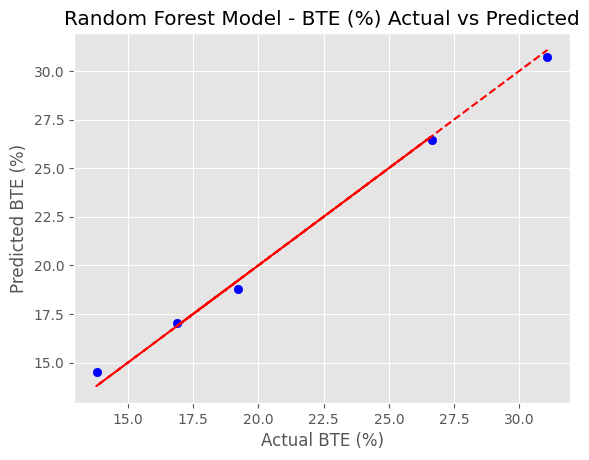 Random Forest Model - BTE (%) Actual vs Predicted
Predicted BTE (%)
30.0
27.5
25.0
22.5
20.0
17.5
15.0
15.0 17.5 20.0 22.5 25.0 27.5 30.0
Actual BTE (%)